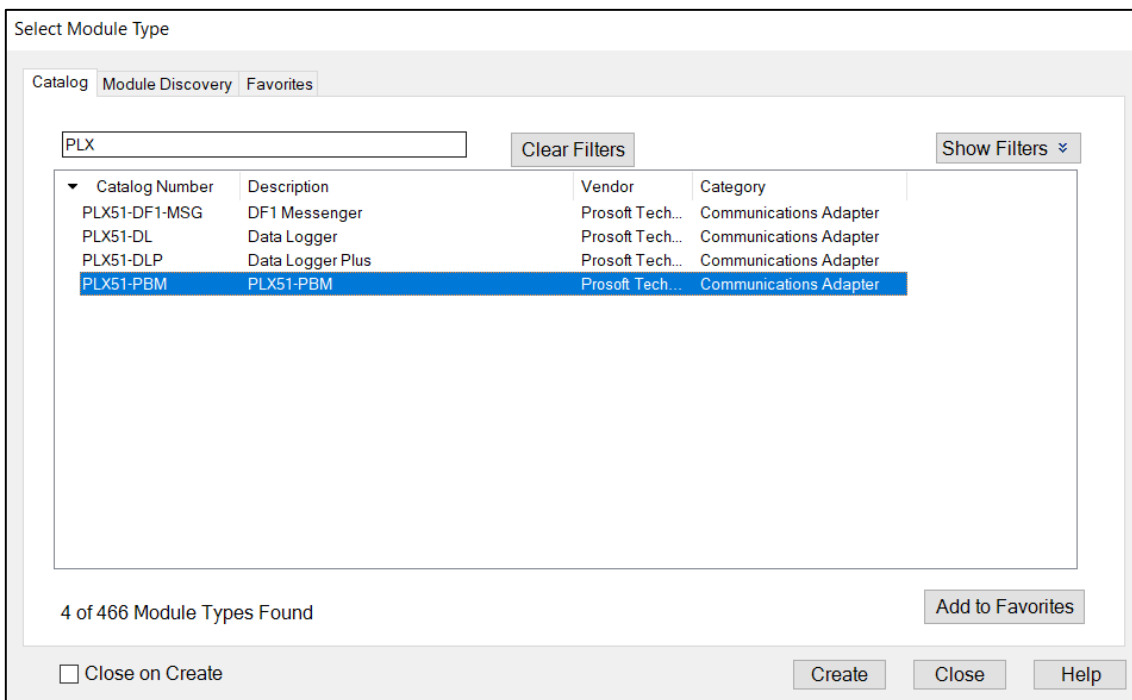 Select Module Type
Catalog Module Discovery Favorites
PLX Clear Filters Show Filters
Catalog Number Description Vendor Category
PLX51-DF1-MSG DF1 Messenger Prosoft Tech... Communications Adapter
PLX51-DL Data Logger Prosoft Tech... Communications Adapter
PLX51-DLP Data Logger Plus Prosoft Tech... Communications Adapter
PLX51-PBM PLX51-PBM Prosoft Tech... Communications Adapter
4 of 466 Module Types Found Add to Favorites
Close on Create Create Close Help